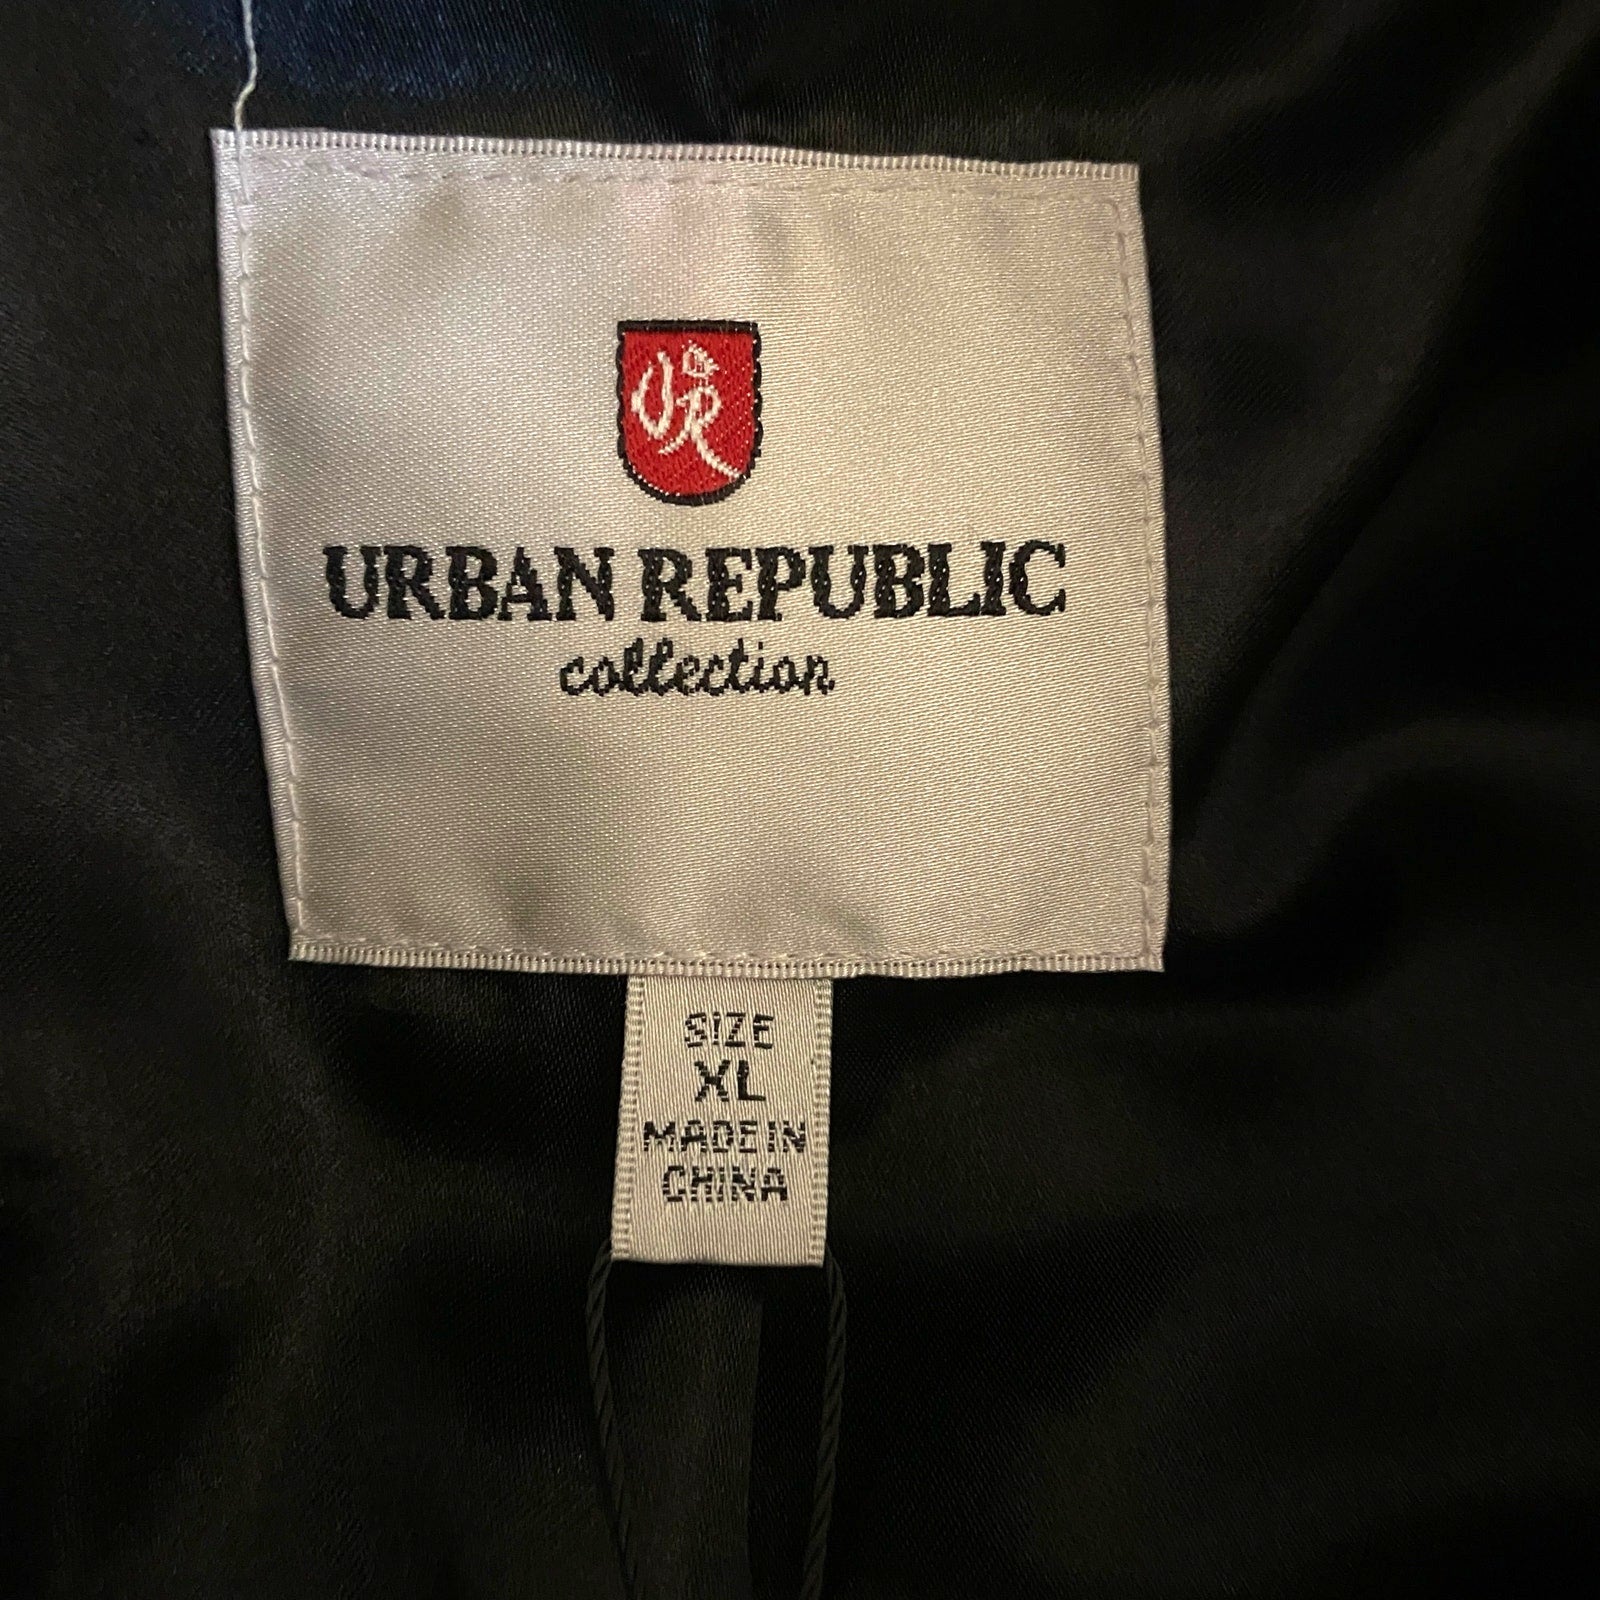 UR
URBAN REPUBLIC
collection
SIZE
XL
MADE IN
CHINA